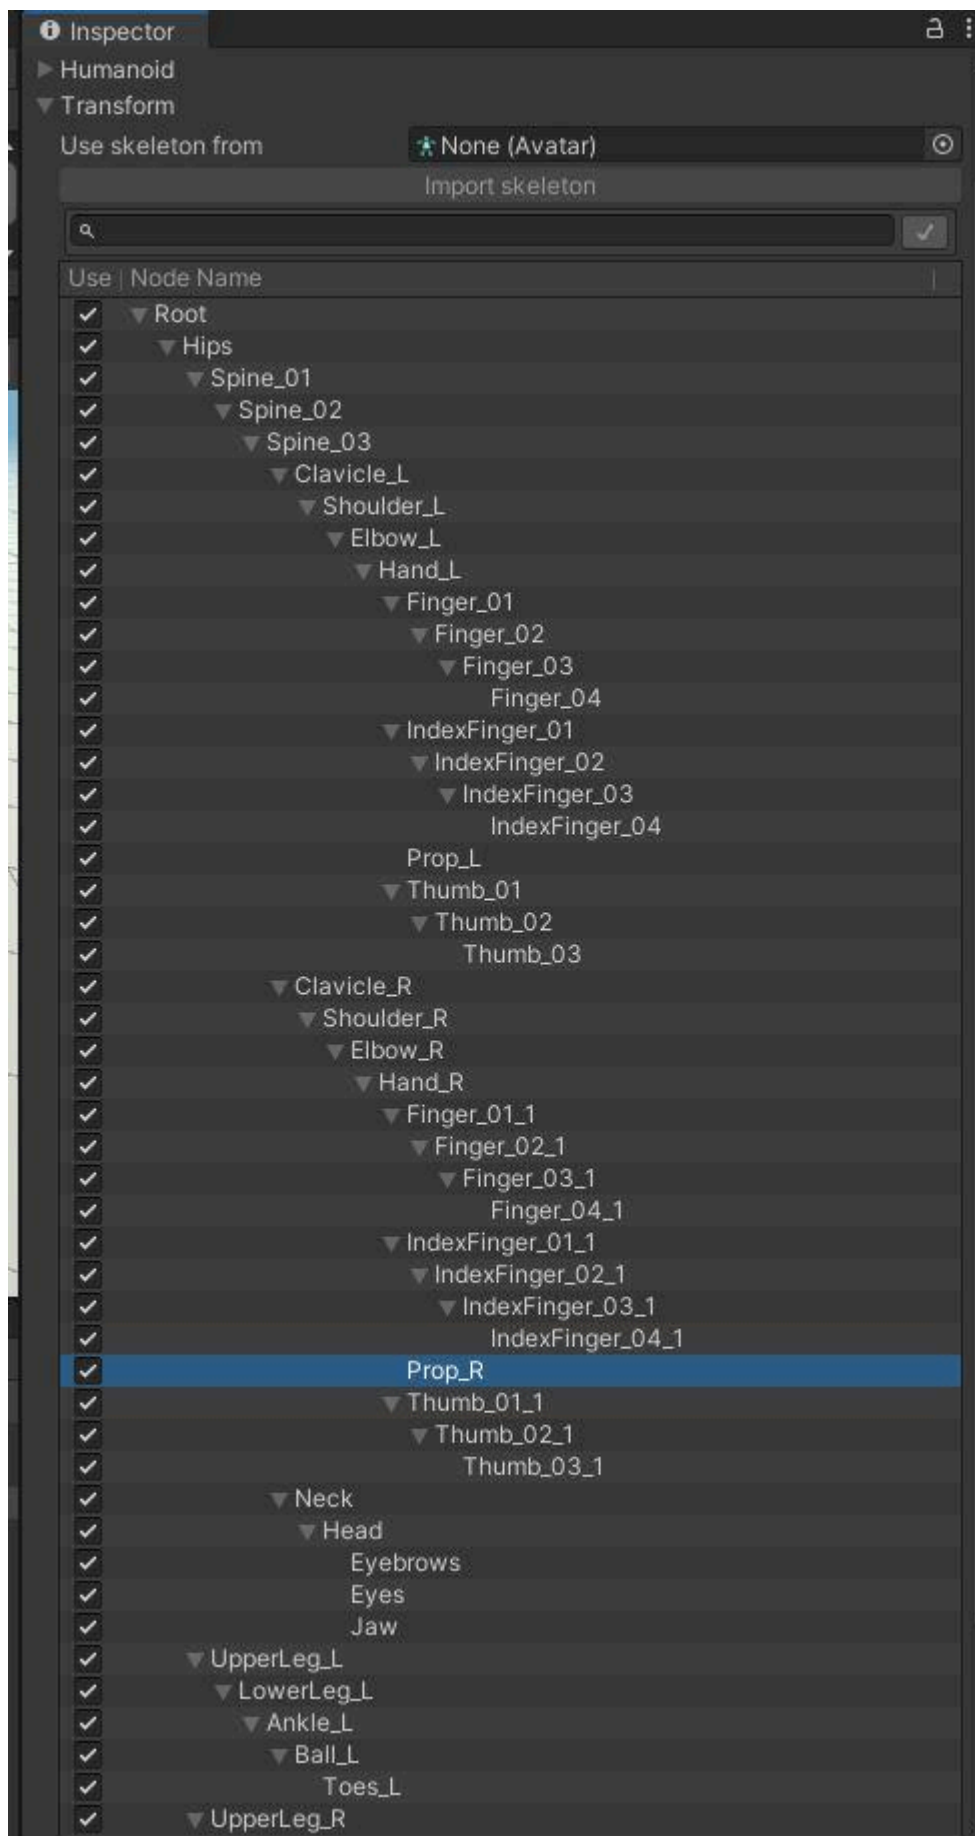 Inspector
Humanoid
Transform
Use skeleton from None (Avatar)
Import skeleton
Use Node Name
Root
Hips
Spine_01
Spine_02
Spine_03
Clavicle_L
Shoulder_L
Elbow_L
Hand_L
Finger_01
Finger_02
Finger_03
Finger_04
IndexFinger_01
IndexFinger_02
IndexFinger_03
IndexFinger_04
Prop_L
Thumb_01
Thumb_02
Thumb_03
Clavicle_R
Shoulder_R
Elbow_R
Hand_R
Finger_01_1
Finger_02_1
Finger_03_1
Finger_04_1
IndexFinger_01_1
IndexFinger_02_1
IndexFinger_03_1
IndexFinger_04_1
Prop_R
Thumb_01_1
Thumb_02_1
Thumb_03_1
Neck
Head
Eyebrows
Eyes
Jaw
UpperLeg_L
LowerLeg_L
Ankle_L
Ball_L
Toes_L
UpperLeg_R